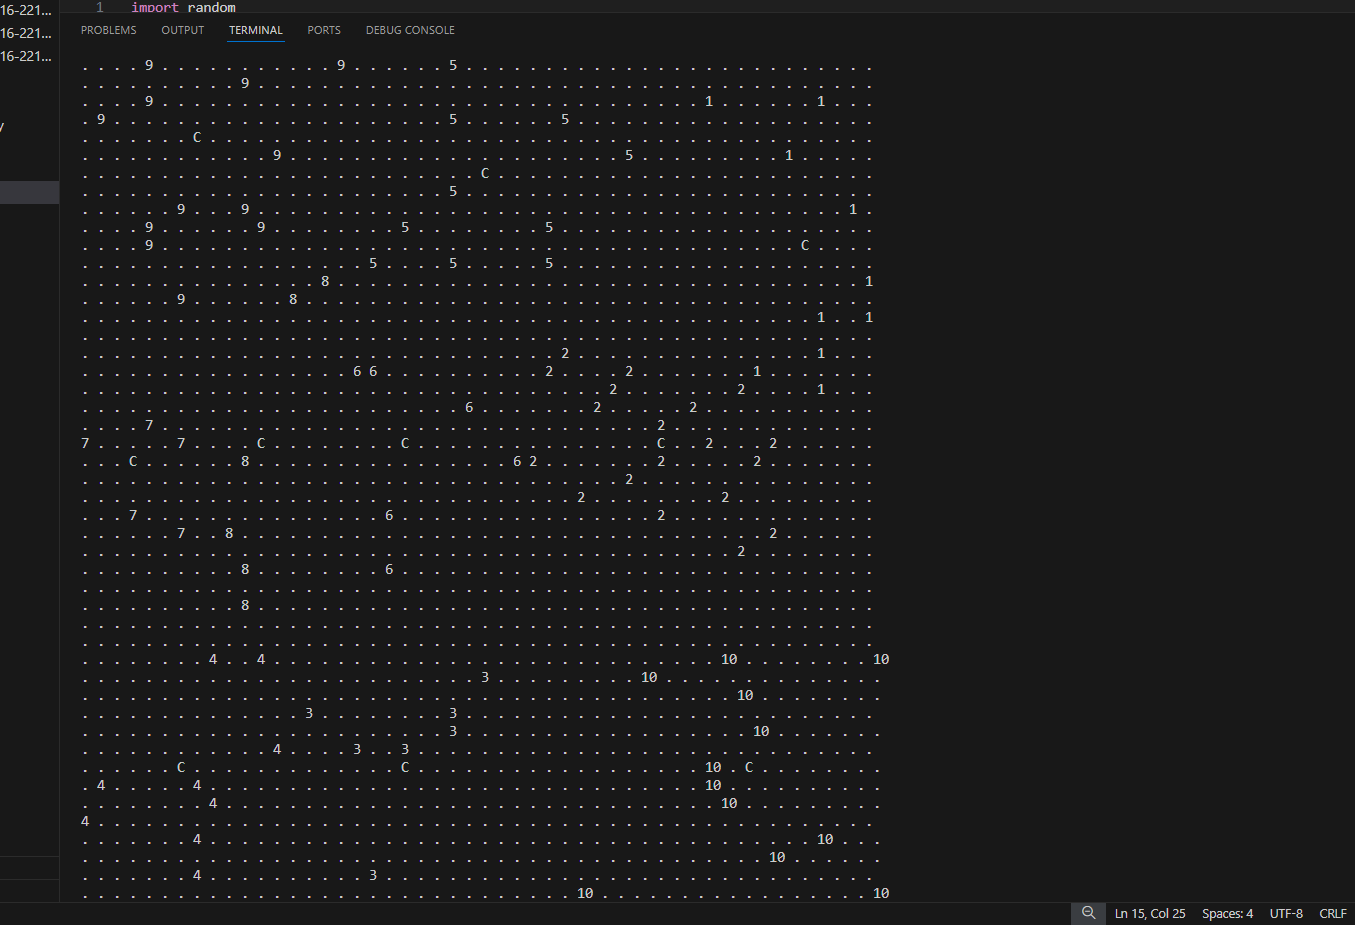 16-221...
16-221...
16-221...
1 import random
PROBLEMS OUTPUT TERMINAL PORTS DEBUG CONSOLE
. . . . 9 . . . . . . . . . . . 9 . . . . . . 5 . . . . . . . . . . . . . . . . . . . . . . . . . .
. . . . . . . . . . 9 . . . . . . . . . . . . . . . . . . . . . . . . . . . . . . . . . . . . . . .
. . . . 9 . . . . . . . . . . . . . . . . . . . . . . . . . . . . . . . . . . 1 . . . . . . 1 . . .
. 9 . . . . . . . . . . . . . . . . . . . . . 5 . . . . . . 5 . . . . . . . . . . . . . . . . . . .
. . . . . . . C . . . . . . . . . . . . . . . . . . . . . . . . . . . . . . . . . . . . . . . . . .
. . . . . . . . . . . . 9 . . . . . . . . . . . . . . . . . . . . . 5 . . . . . . . . . 1 . . . . .
. . . . . . . . . . . . . . . . . . . . . . . . . C . . . . . . . . . . . . . . . . . . . . . . . .
. . . . . . . . . . . . . . . . . . . . . . . 5 . . . . . . . . . . . . . . . . . . . . . . . . . .
. . . . . . 9 . . . 9 . . . . . . . . . . . . . . . . . . . . . . . . . . . . . . . . . . . . . 1 .
. . . . 9 . . . . . . 9 . . . . . . . . 5 . . . . . . . . 5 . . . . . . . . . . . . . . . . . . . .
. . . . 9 . . . . . . . . . . . . . . . . . . . . . . . . . . . . . . . . . . . . . . . . C . . . .
. . . . . . . . . . . . . . . . . . 5 . . . . 5 . . . . . 5 . . . . . . . . . . . . . . . . . . . .
. . . . . . . . . . . . . . . 8 . . . . . . . . . . . . . . . . . . . . . . . . . . . . . . . . . 1
. . . . . . 9 . . . . . . 8 . . . . . . . . . . . . . . . . . . . . . . . . . . . . . . . . . . . .
. . . . . . . . . . . . . . . . . . . . . . . . . . . . . . . . . . . . . . . . . . . . . . 1 . . 1
. . . . . . . . . . . . . . . . . . . . . . . . . . . . . . . . . . . . . . . . . . . . . . . . . .
. . . . . . . . . . . . . . . . . . . . . . . . . . . . . . 2 . . . . . . . . . . . . . . . 1 . . .
. . . . . . . . . . . . . . . . . 6 6 . . . . . . . . . . 2 . . . . 2 . . . . . . . 1 . . . . . . .
. . . . . . . . . . . . . . . . . . . . . . . . . . . . . . . . . 2 . . . . . . . 2 . . . . 1 . . .
. . . . . . . . . . . . . . . . . . . . . . . . 6 . . . . . . . 2 . . . . . 2 . . . . . . . . . . .
. . . . 7 . . . . . . . . . . . . . . . . . . . . . . . . . . . . . . . 2 . . . . . . . . . . . . .
7 . . . . . 7 . . . . C . . . . . . . . C . . . . . . . . . . . . . . . C . . 2 . . . 2 . . . . . .
. . . C . . . . . . 8 . . . . . . . . . . . . . . . . 6 2 . . . . . . . 2 . . . . . 2 . . . . . . .
. . . . . . . . . . . . . . . . . . . . . . . . . . . . . . . . . . 2 . . . . . . . . . . . . . . .
. . . . . . . . . . . . . . . . . . . . . . . . . . . . . . . 2 . . . . . . . . 2 . . . . . . . . .
. . . 7 . . . . . . . . . . . . . . . 6 . . . . . . . . . . . . . . . . 2 . . . . . . . . . . . . .
. . . . . . 7 . . 8 . . . . . . . . . . . . . . . . . . . . . . . . . . . . . . . . . 2 . . . . . .
. . . . . . . . . . . . . . . . . . . . . . . . . . . . . . . . . . . . . . . . . 2 . . . . . . . .
. . . . . . . . . . 8 . . . . . . . . 6 . . . . . . . . . . . . . . . . . . . . . . . . . . . . . .
. . . . . . . . . . . . . . . . . . . . . . . . . . . . . . . . . . . . . . . . . . . . . . . . . .
. . . . . . . . . . 8 . . . . . . . . . . . . . . . . . . . . . . . . . . . . . . . . . . . . . . .
. . . . . . . . . . . . . . . . . . . . . . . . . . . . . . . . . . . . . . . . . . . . . . . . . .
. . . . . . . . . . . . . . . . . . . . . . . . . . . . . . . . . . . . . . . . . . . . . . . . . .
. . . . . . . . 4 . . 4 . . . . . . . . . . . . . . . . . . . . . . . . . . . . 10 . . . . . . . . 10
. . . . . . . . . . . . . . . . . . . . . . . . . 3 . . . . . . . . . 10 . . . . . . . . . . . . . .
. . . . . . . . . . . . . . . . . . . . . . . . . . . . . . . . . . . . . . . . . 10 . . . . . . . .
. . . . . . . . . . . . . . 3 . . . . . . . . 3 . . . . . . . . . . . . . . . . . . . . . . . . . .
. . . . . . . . . . . . . . . . . . . . . . . 3 . . . . . . . . . . . . . . . . . . 10 . . . . . . .
. . . . . . . . . . . . 4 . . . . 3 . . 3 . . . . . . . . . . . . . . . . . . . . . . . . . . . . .
. . . . . . C . . . . . . . . . . . . . C . . . . . . . . . . . . . . . . . . 10 . C . . . . . . . .
. 4 . . . . . 4 . . . . . . . . . . . . . . . . . . . . . . . . . . . . . . . 10 . . . . . . . . . .
. . . . . . . . 4 . . . . . . . . . . . . . . . . . . . . . . . . . . . . . . . 10 . . . . . . . . .
4 . . . . . . . . . . . . . . . . . . . . . . . . . . . . . . . . . . . . . . . . . . . . . . . . .
. . . . . . . 4 . . . . . . . . . . . . . . . . . . . . . . . . . . . . . . . . . . . . . . 10 . . .
. . . . . . . . . . . . . . . . . . . . . . . . . . . . . . . . . . . . . . . . . . . 10 . . . . . .
. . . . . . . 4 . . . . . . . . . . 3 . . . . . . . . . . . . . . . . . . . . . . . . . . . . . . .
. . . . . . . . . . . . . . . . . . . . . . . . . . . . . . . 10 . . . . . . . . . . . . . . . . . 10
Ln 15, Col 25 Spaces: 4 UTF-8 CRLF